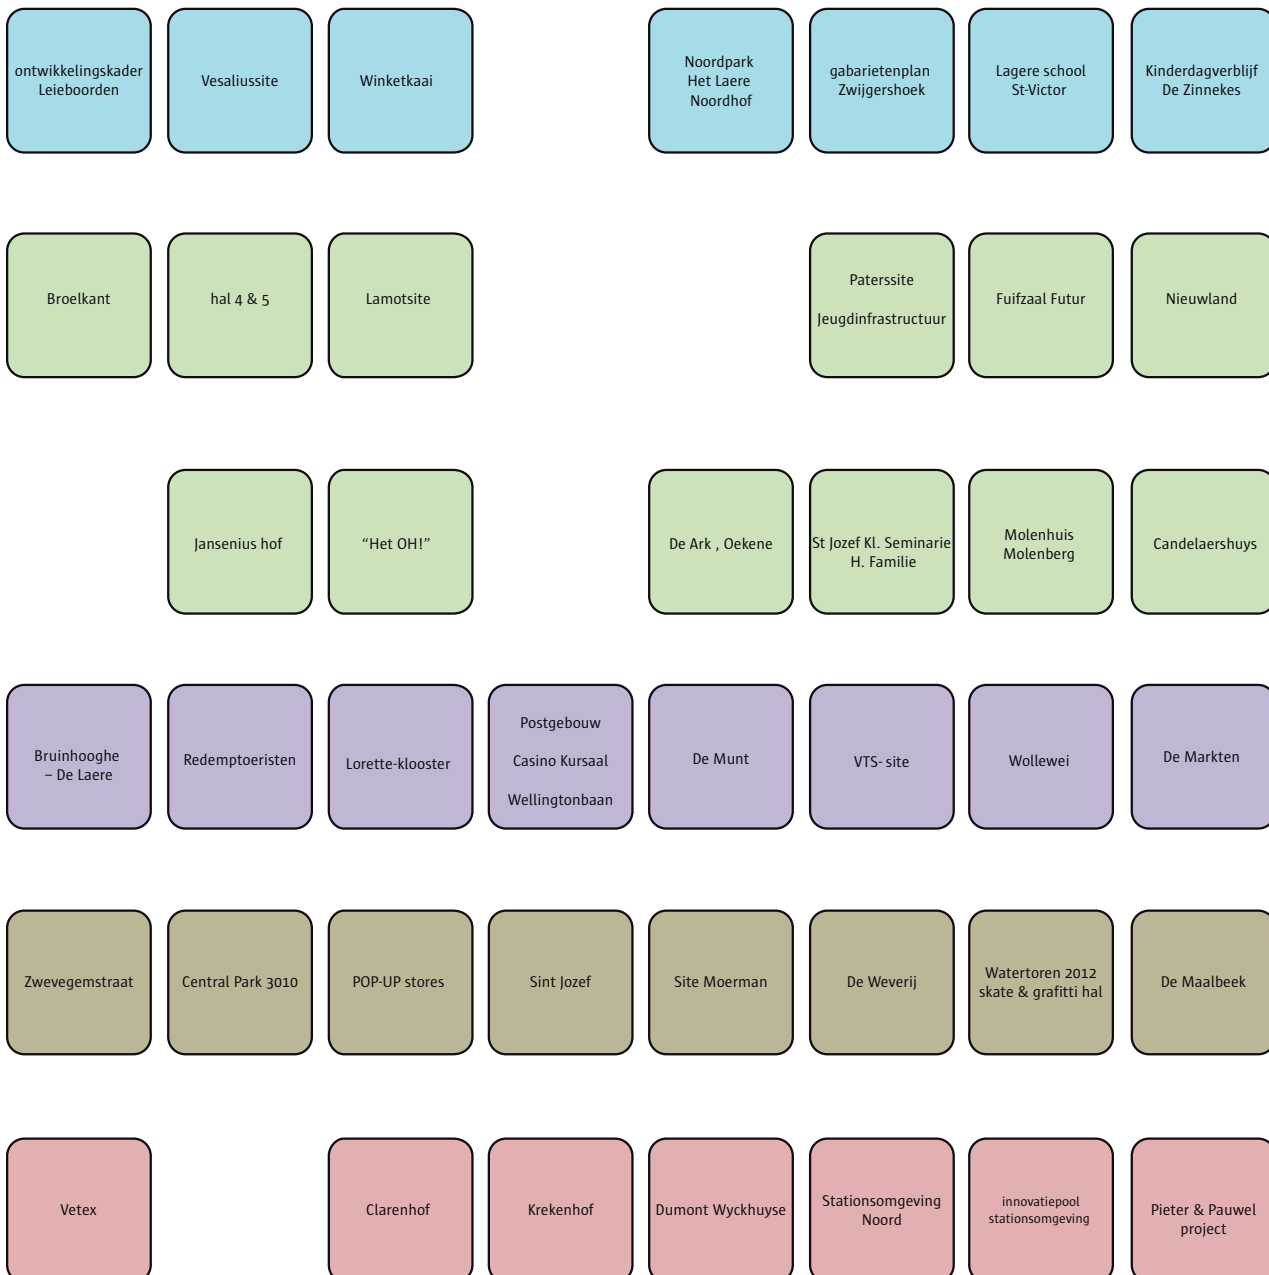 ontwikkelingskader
Leieboorden
Vesaliussite
Winketkaai
Noordpark
Het Laere
Noordhof
gabarietenplan
Zwijgershoek
Lagere school
St-Victor
Kinderdagverblijf
De Zinnekes
Broelkant
hal 4 & 5
Lamotsite
Paterssite
Jeugdinfrastructuur
Fuifzaal Futur
Nieuwland
Jansenius hof
“Het OH!”
De Ark , Oekene
St Jozef Kl. Seminarie
H. Familie
Molenhuis
Molenberg
Candelaershuys
Bruinhooghe
– De Laere
Redemptoeristen
Lorette-klooster
Postgebouw
Casino Kursaal
Wellingtonbaan
De Munt
VTS- site
Wollewei
De Markten
Zwevegemstraat
Central Park 3010
POP-UP stores
Sint Jozef
Site Moerman
De Weverij
Watertoren 2012
skate & grafitti hal
De Maalbeek
Vetex
Clarenhof
Krekenhof
Dumont Wyckhuyse
Stationsomgeving
Noord
innovatiepool
stationsomgeving
Pieter & Pauwel
project